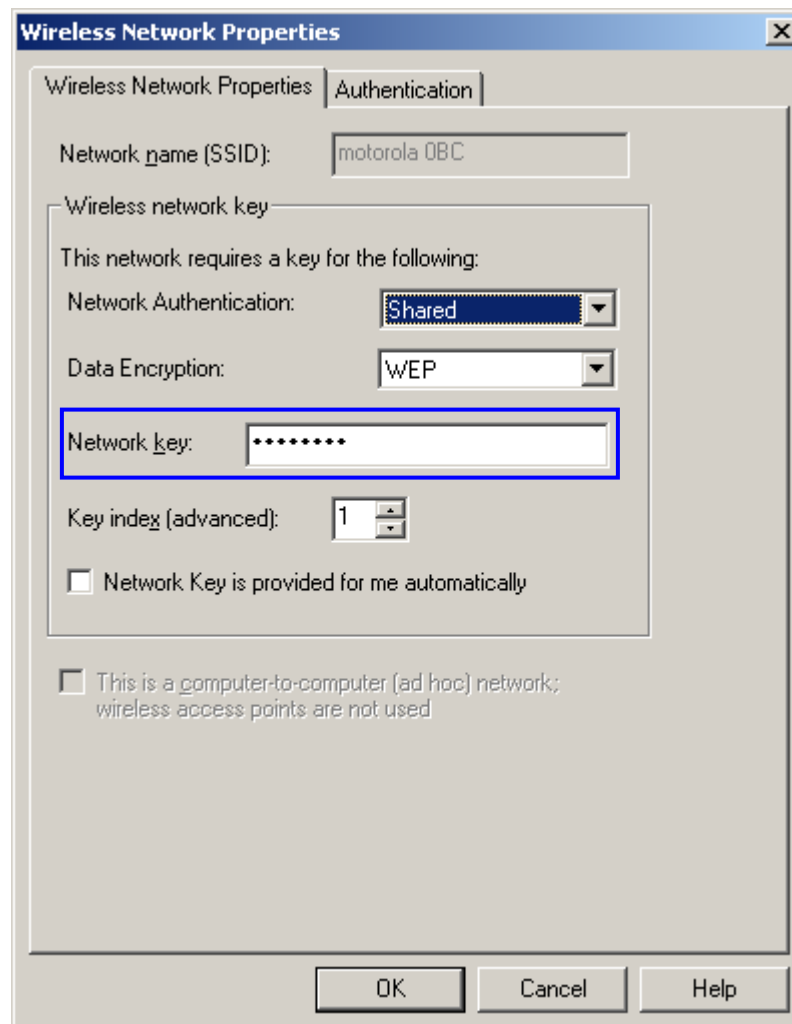 Wireless Network Properties
Wireless Network Properties Authentication
Network name (SSID): motorola 0BC
Wireless network key
This network requires a key for the following:
Network Authentication: Shared
Data Encryption: WEP
Network key: ••••••••
Key index (advanced): 1
Network Key is provided for me automatically
This is a computer-to-computer (ad hoc) network;
wireless access points are not used
OK Cancel Help